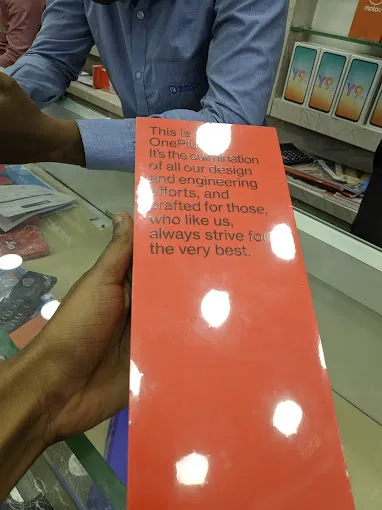 This is
OnePlus
It's the culmination
of all our design
and engineering
efforts, and
crafted for those,
who like us,
always strive for
the very best.
Y9
Y9
Y9